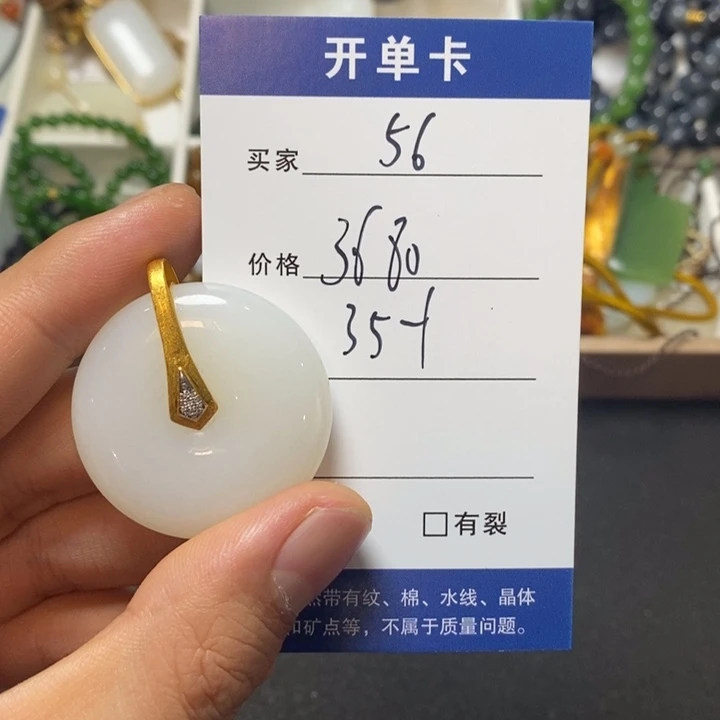 开单卡
买家 56
价格 3680
有裂
带有纹、棉、水线、晶体
矿点等，不属于质量问题。